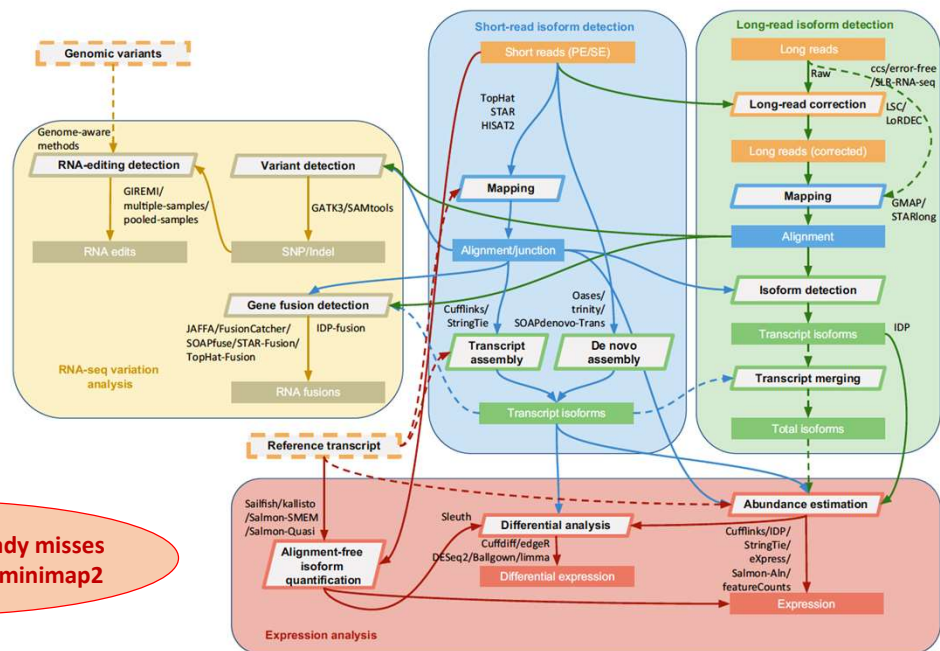 Short-read isoform detection
Long-read isoform detection
Genomic variants
Short reads (PE/SE)
Long reads
Raw
ccs/error-free
/SLR-RNA-seq
TopHat
STAR
HISAT2
Long-read correction
LSC/
LoRDEC
Genome-aware
methods
RNA-editing detection
Variant detection
Long reads (corrected)
GIREMI/
multiple-samples/
pooled-samples
GATK3/SAMtools
Mapping
Mapping
GMAP/
STARlong
RNA edits
SNP/Indel
Alignment/junction
Alignment
Gene fusion detection
Isoform detection
JAFFA/FusionCatcher/
SOAPfuse/STAR-Fusion/
TopHat-Fusion
IDP-fusion
Cufflinks/
StringTie
Oases/
trinity/
SOAPdenovo-Trans
Transcript isoforms
IDP
Transcript
assembly
De novo
assembly
Transcript merging
RNA-seq variation
analysis
RNA fusions
Transcript isoforms
Total isoforms
Reference transcript
Abundance estimation
Sailfish/kallisto
/Salmon-SMEM
/Salmon-Quasi
Sleuth
Differential analysis
Cufflinks/IDP/
StringTie/
eXpress/
Salmon-Aln/
featureCounts
misses
minimap2
Alignment-free
isoform
quantification
Cuffdiff/edgeR
DESeq2/Ballgown/limma
Differential expression
Expression
Expression analysis